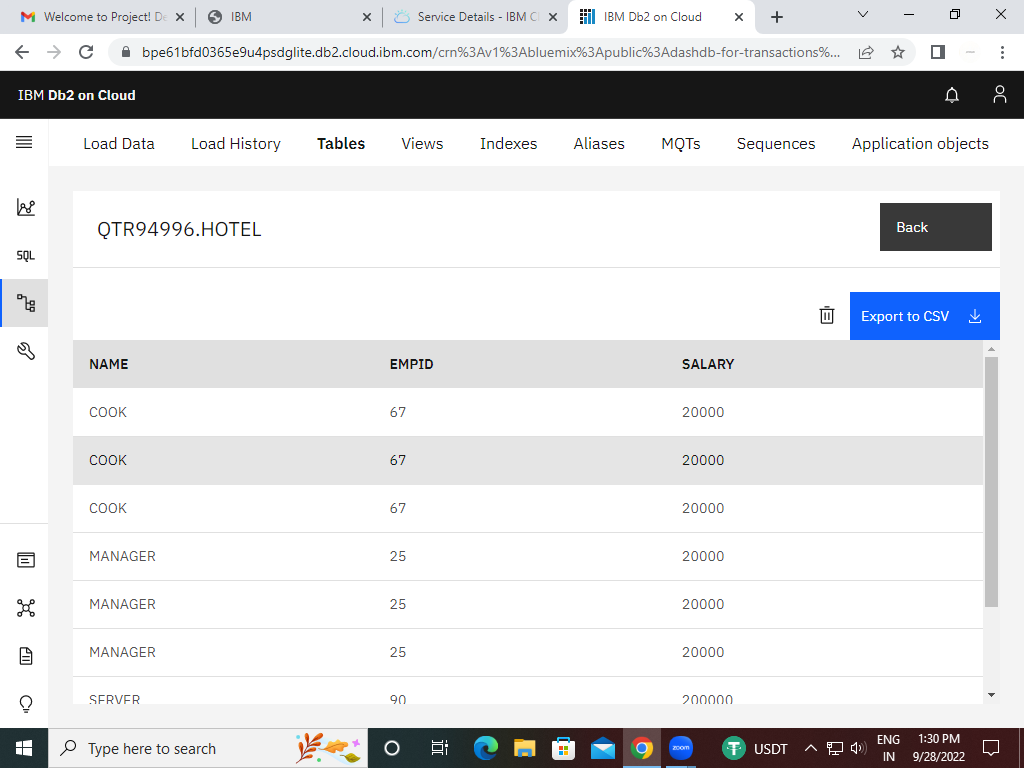 Welcome to Project! De
IBM
Service Details - IBM Cl
IBM Db2 on Cloud
bpe61bfd0365e9u4psdglite.db2.cloud.ibm.com/crn%3Av1%3Abluemix%3Apublic%3Adashdb-for-transactions%...
IBM Db2 on Cloud
Load Data Load History Tables Views Indexes Aliases MQTs Sequences Application objects
SQL
QTR94996.HOTEL
Back
Export to CSV
NAME EMPID SALARY
COOK 67 20000
COOK 67 20000
COOK 67 20000
MANAGER 25 20000
MANAGER 25 20000
MANAGER 25 20000
SERVER 90 200000
Type here to search
zoom
USDT
ENG
IN
1:30 PM
9/28/2022